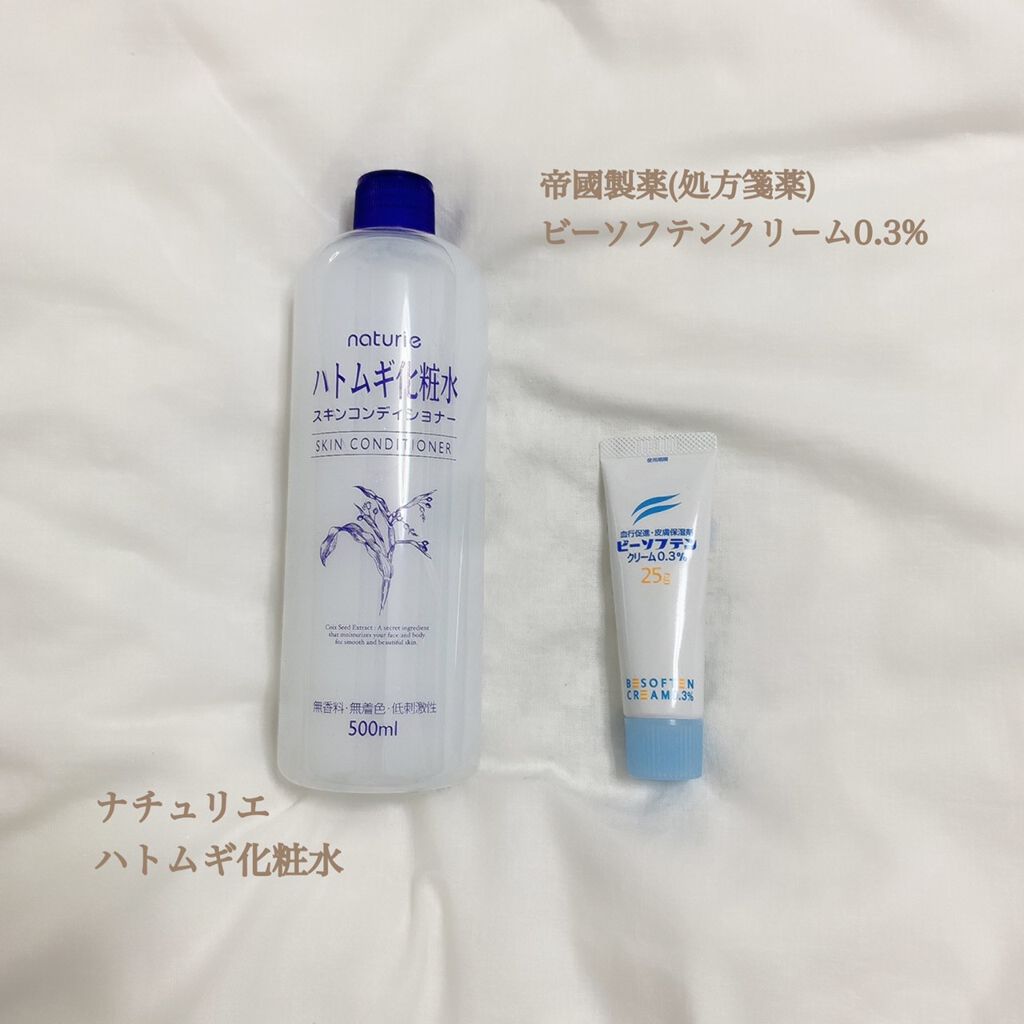 帝國製薬(処方箋薬)
ビーソフテンクリーム0.3%
naturie
ハトムギ化粧水
スキンコンディショナー
SKIN CONDITIONER
Coix Seed Extract : A secret ingredient
that moisturizes your face and body
for smooth and beautiful skin.
無香料・無着色・低刺激性
500ml
使用期限
血行促進・皮膚保湿剤
ビーソフテン
クリーム0.3%
25g
BESOFTEN
CREAM0.3%
ナチュリエ
ハトムギ化粧水